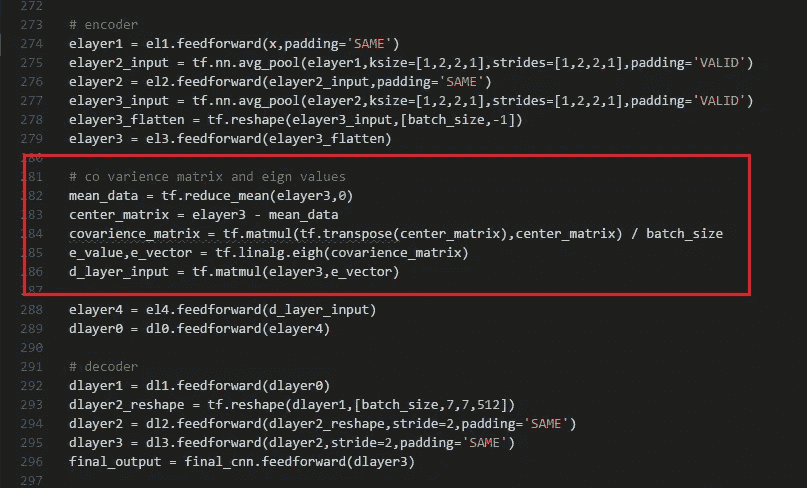 272
273 # encoder
274 elayer1 = el1.feedforward(x,padding='SAME')
275 elayer2_input = tf.nn.avg_pool(elayer1,ksize=[1,2,2,1],strides=[1,2,2,1],padding='VALID')
276 elayer2 = el2.feedforward(elayer2_input,padding='SAME')
277 elayer3_input = tf.nn.avg_pool(elayer2,ksize=[1,2,2,1],strides=[1,2,2,1],padding='VALID')
278 elayer3_flatten = tf.reshape(elayer3_input,[batch_size,-1])
279 elayer3 = el3.feedforward(elayer3_flatten)
280
281 # co varience matrix and eign values
282 mean_data = tf.reduce_mean(elayer3,0)
283 center_matrix = elayer3 - mean_data
284 covarience_matrix = tf.matmul(tf.transpose(center_matrix),center_matrix) / batch_size
285 e_value,e_vector = tf.linalg.eigh(covarience_matrix)
286 d_layer_input = tf.matmul(elayer3,e_vector)
287
288 elayer4 = el4.feedforward(d_layer_input)
289 dlayer0 = dl0.feedforward(elayer4)
290
291 # decoder
292 dlayer1 = dl1.feedforward(dlayer0)
293 dlayer2_reshape = tf.reshape(dlayer1,[batch_size,7,7,512])
294 dlayer2 = dl2.feedforward(dlayer2_reshape,stride=2,padding='SAME')
295 dlayer3 = dl3.feedforward(dlayer2,stride=2,padding='SAME')
296 final_output = final_cnn.feedforward(dlayer3)
297